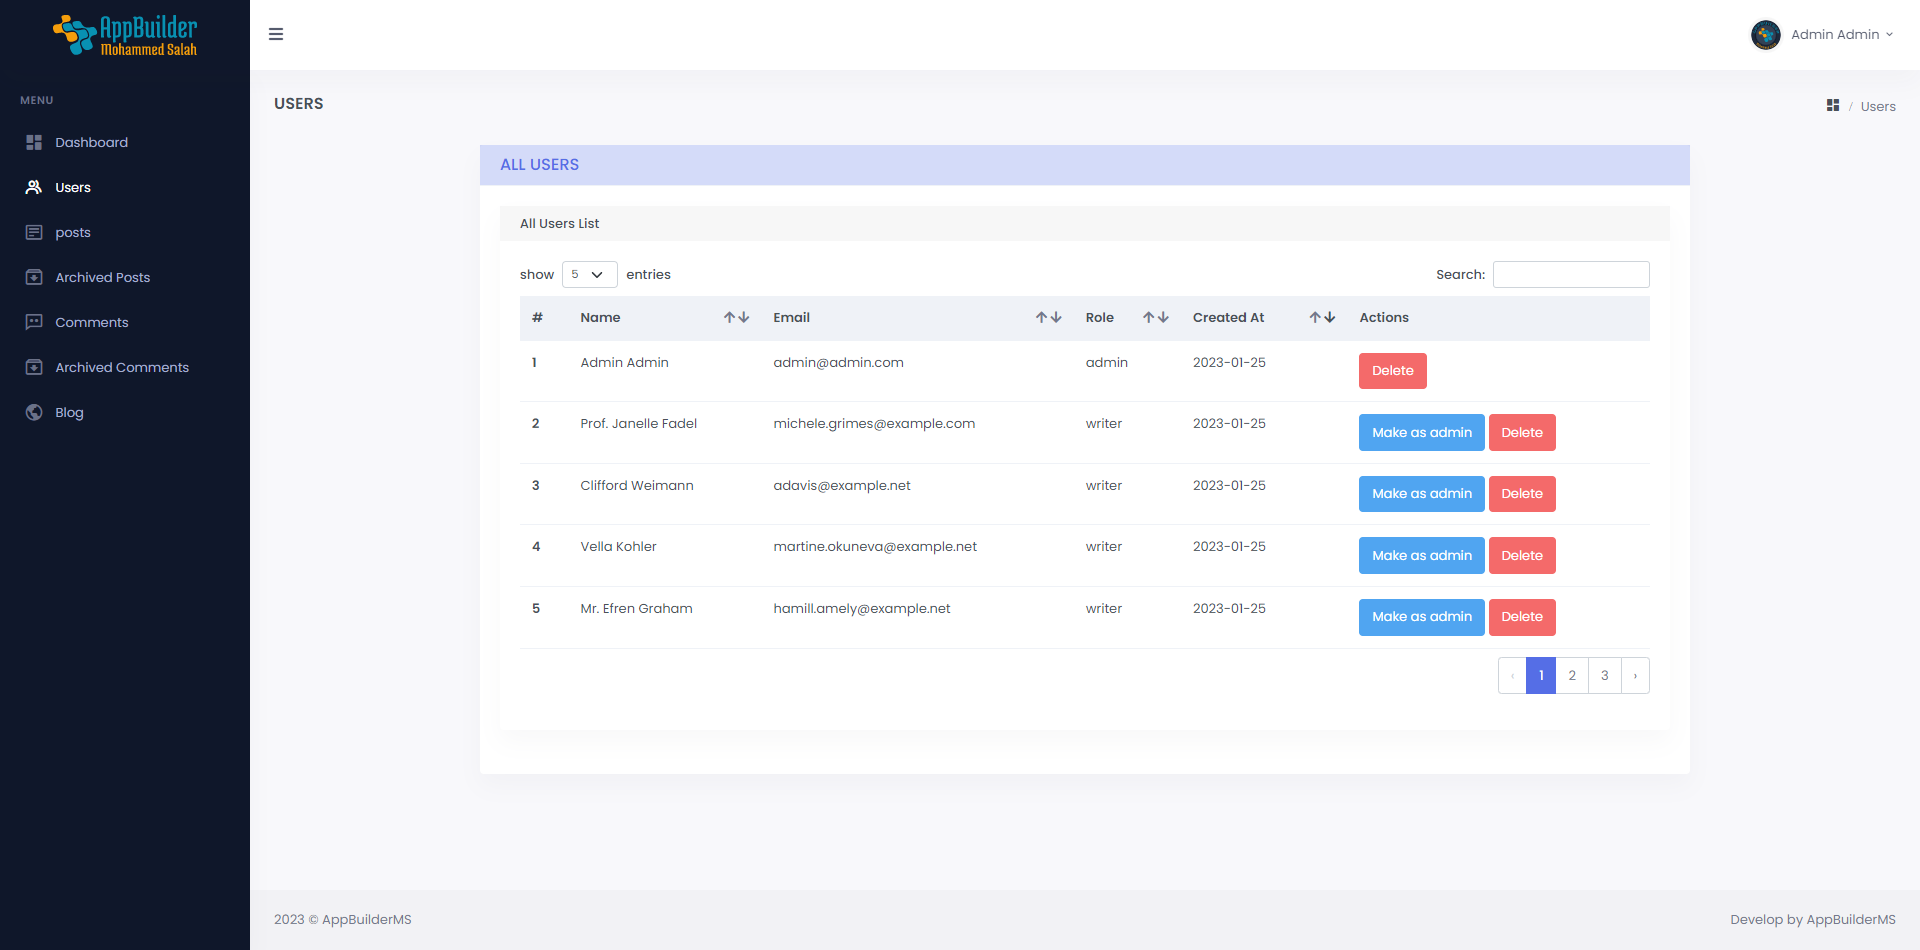 AppBuilder
Mohammed Salah
Admin Admin
MENU
Dashboard
Users
posts
Archived Posts
Comments
Archived Comments
Blog
USERS
/ Users
ALL USERS
All Users List
show 5 entries
Search:
# Name Email Role Created At Actions
1 Admin Admin admin@admin.com admin 2023-01-25 Delete
2 Prof. Janelle Fadel michele.grimes@example.com writer 2023-01-25 Make as admin Delete
3 Clifford Weimann adavis@example.net writer 2023-01-25 Make as admin Delete
4 Vella Kohler martine.okuneva@example.net writer 2023-01-25 Make as admin Delete
5 Mr. Efren Graham hamill.amely@example.net writer 2023-01-25 Make as admin Delete
‹ 1 2 3 ›
2023 © AppBuilderMS
Develop by AppBuilderMS